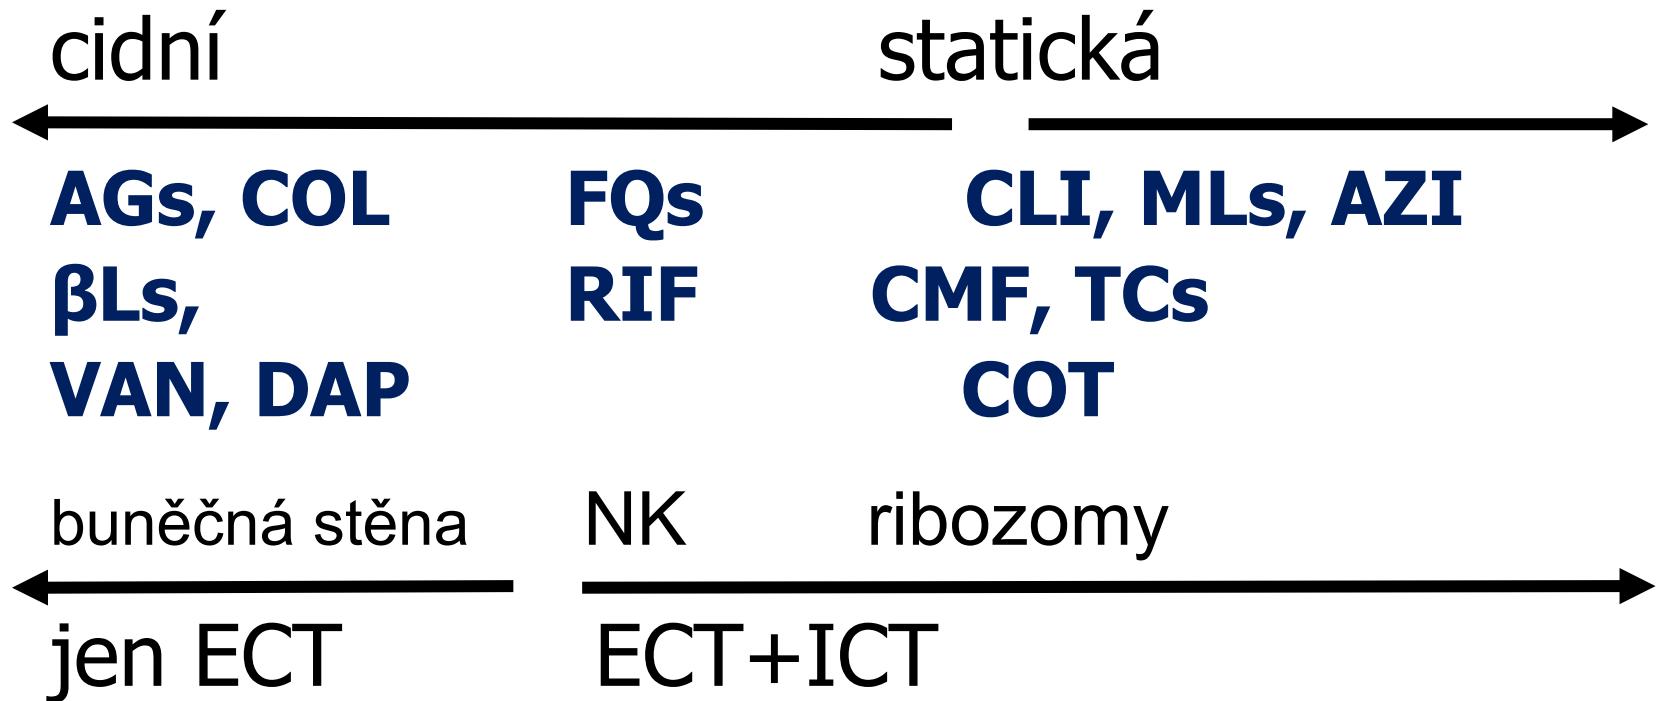 cidní statická
AGs, COL FQs CLI, MLs, AZI
βLs, RIF CMF, TCs
VAN, DAP COT
buněčná stěna NK ribozomy
jen ECT ECT+ICT